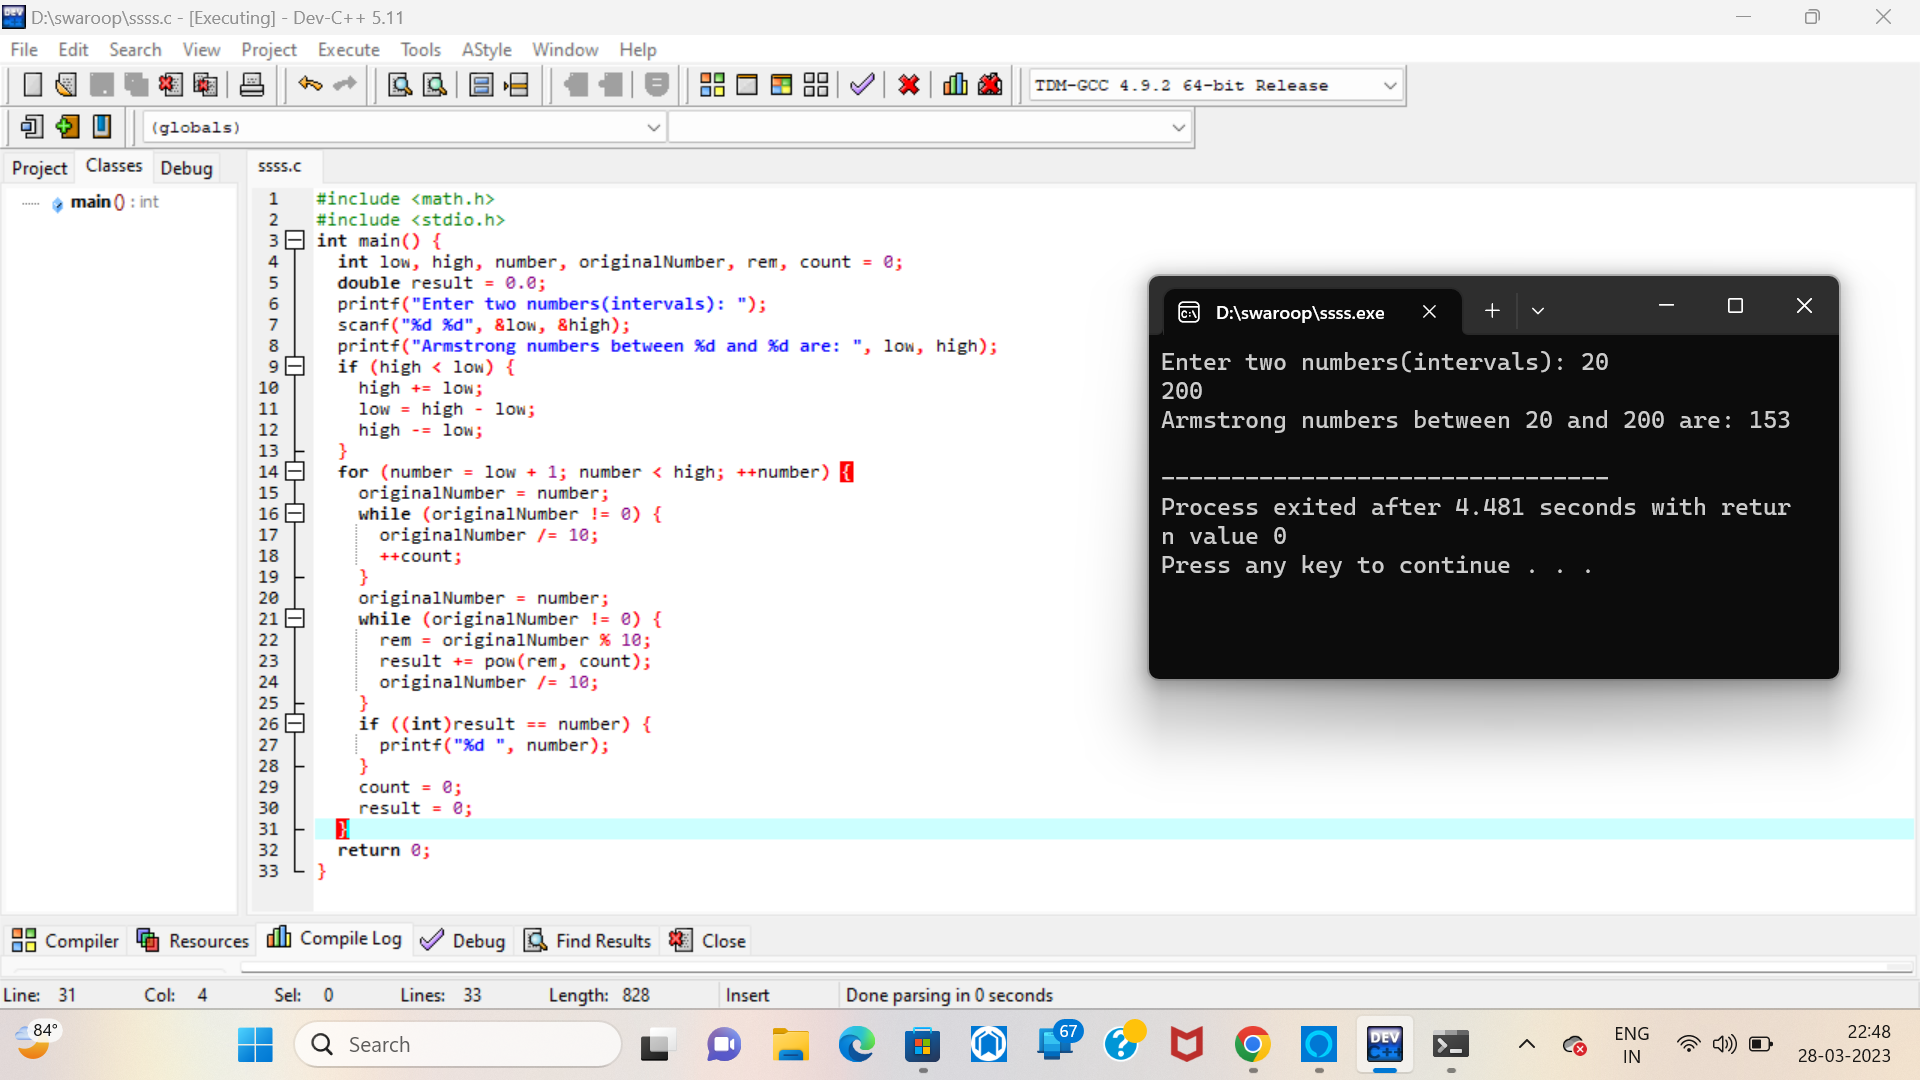 D:\swaroop\ssss.c - [Executing] - Dev-C++ 5.11
File Edit Search View Project Execute Tools AStyle Window Help
TDM-GCC 4.9.2 64-bit Release
(globals)
Project Classes Debug
ssss.c
main () : int
1 #include <math.h>
2 #include <stdio.h>
3 int main() {
4 int low, high, number, originalNumber, rem, count = 0;
5 double result = 0.0;
6 printf("Enter two numbers(intervals): ");
7 scanf("%d %d", &low, &high);
8 printf("Armstrong numbers between %d and %d are: ", low, high);
9 if (high < low) {
10 high += low;
11 low = high - low;
12 high -= low;
13 }
14 for (number = low + 1; number < high; ++number) {
15 originalNumber = number;
16 while (originalNumber != 0) {
17 originalNumber /= 10;
18 ++count;
19 }
20 originalNumber = number;
21 while (originalNumber != 0) {
22 rem = originalNumber % 10;
23 result += pow(rem, count);
24 originalNumber /= 10;
25 }
26 if ((int)result == number) {
27 printf("%d ", number);
28 }
29 count = 0;
30 result = 0;
31 }
32 return 0;
33 }
D:\swaroop\ssss.exe
Enter two numbers(intervals): 20
200
Armstrong numbers between 20 and 200 are: 153
--------------------------------
Process exited after 4.481 seconds with retur
n value 0
Press any key to continue . . .
Compiler Resources Compile Log Debug Find Results Close
Line: 31 Col: 4 Sel: 0 Lines: 33 Length: 828 Insert Done parsing in 0 seconds
84°
Search
67
DEV
C++
ENG
IN
22:48
28-03-2023